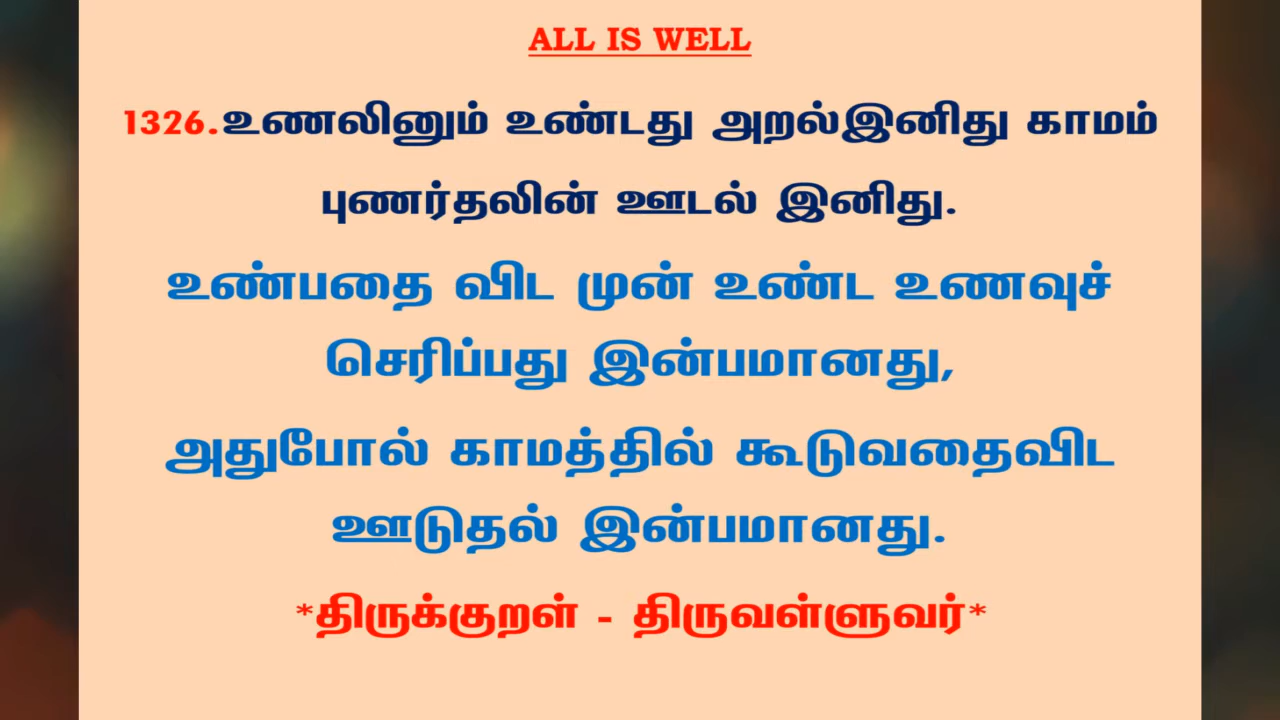 ALL IS WELL
1326.உணலினும் உண்டது அறல்இனிது காமம்
புணர்தலின் ஊடல் இனிது.
உண்பதை விட முன் உண்ட உணவுச்
செரிப்பது இன்பமானது,
அதுபோல் காமத்தில் கூடுவதைவிட
ஊடுதல் இன்பமானது.
*திருக்குறள் - திருவள்ளுவர்*